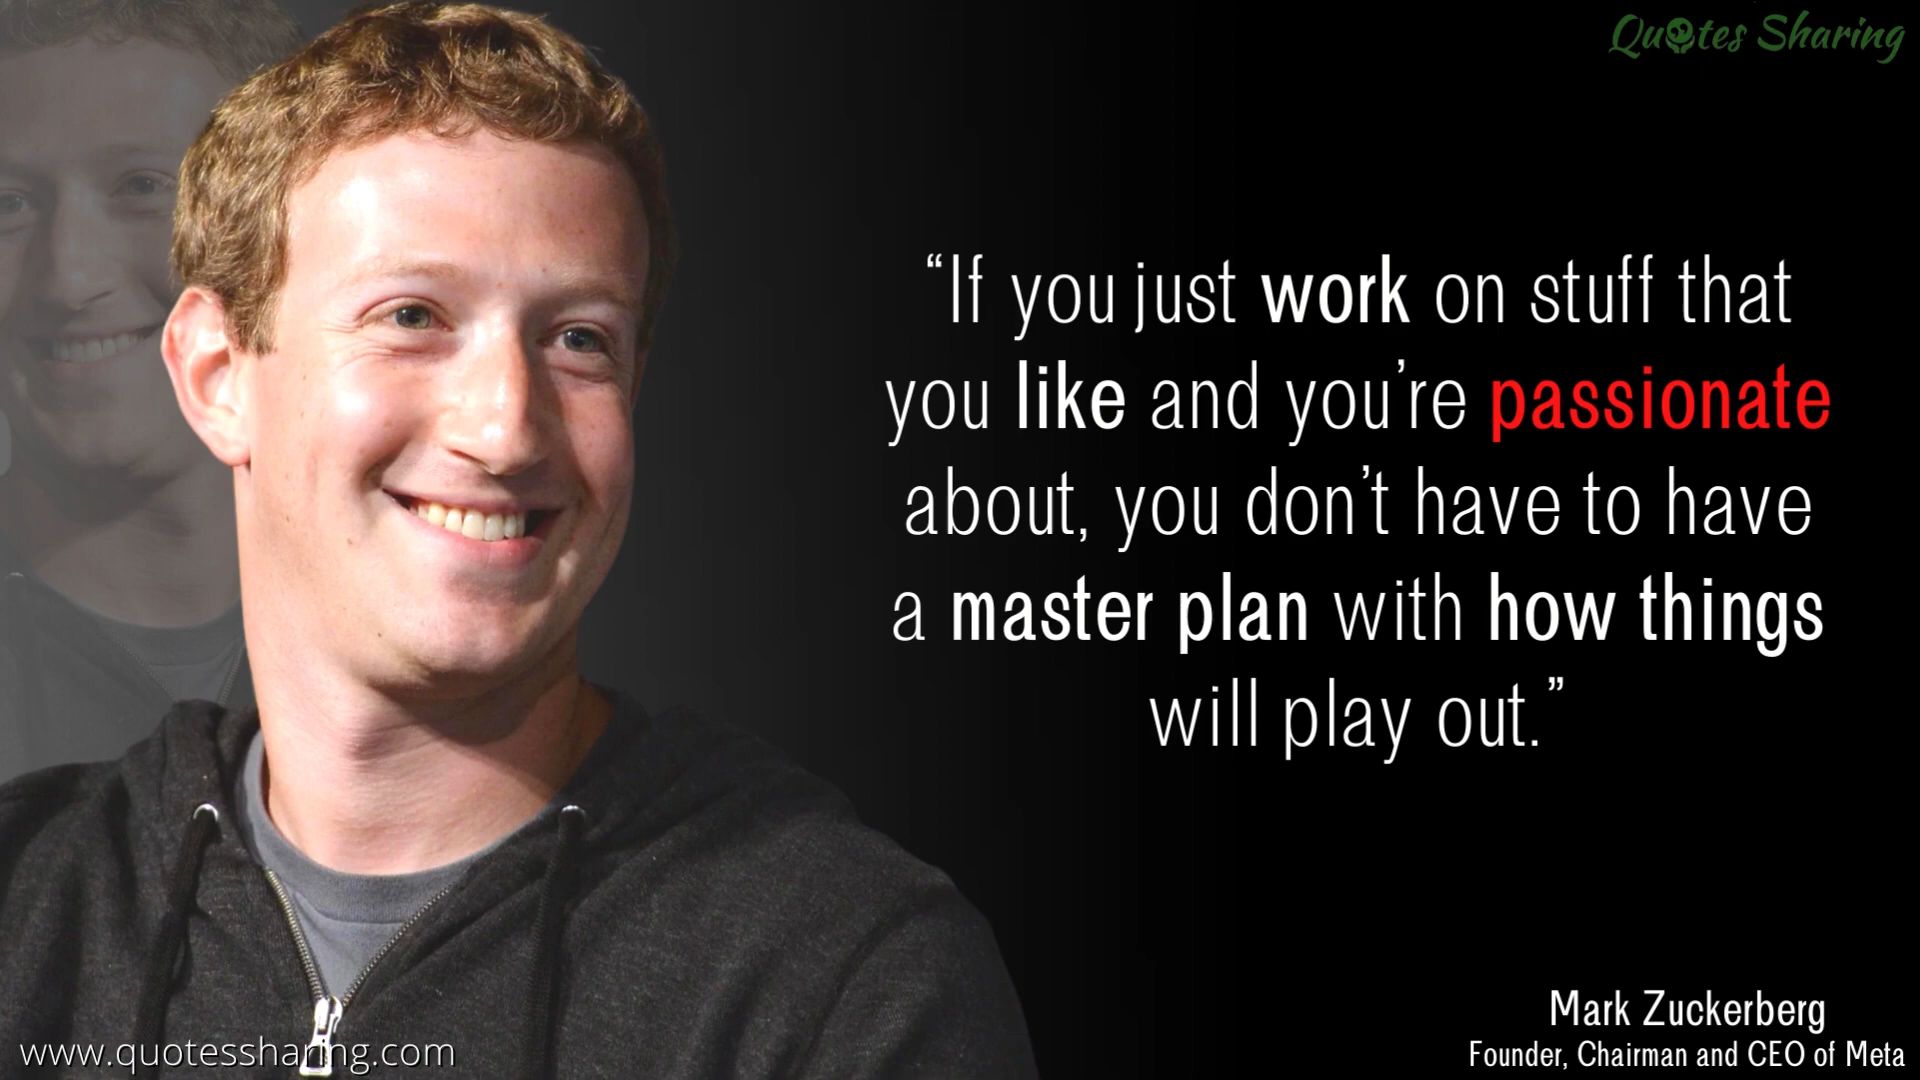 Quotes Sharing
“If you just work on stuff that
you like and you’re passionate
about, you don’t have to have
a master plan with how things
will play out.”
Mark Zuckerberg
Founder, Chairman and CEO of Meta
www.quotessharing.com